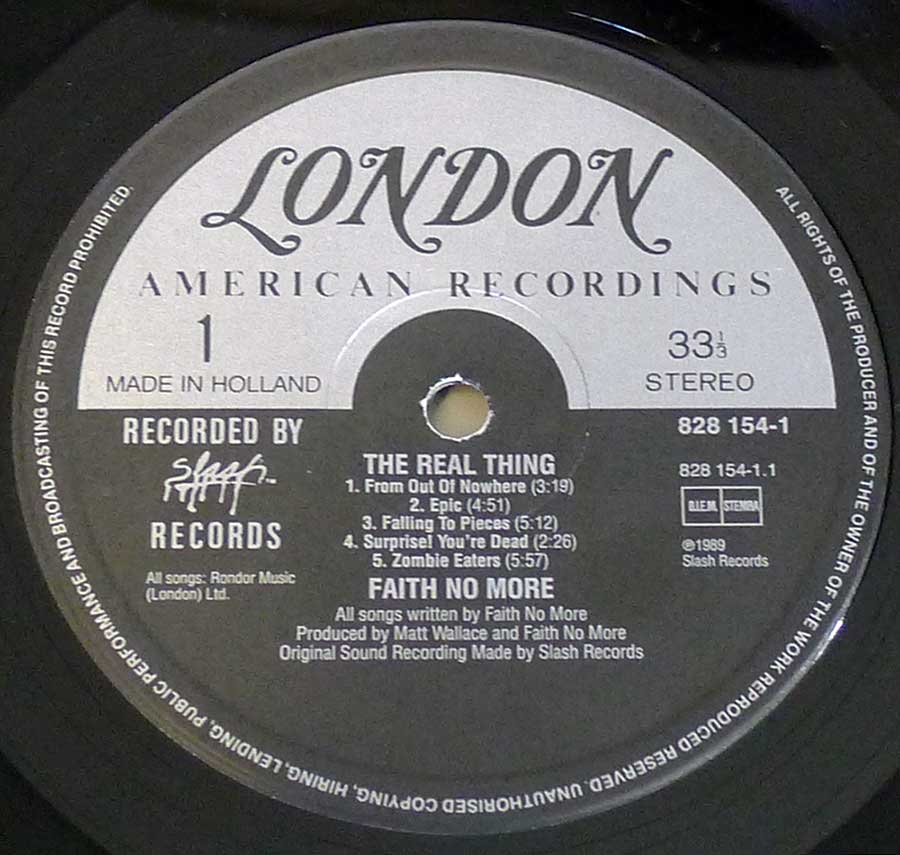 LONDON
AMERICAN RECORDINGS
1
33 1/3
MADE IN HOLLAND
STEREO
RECORDED BY
Slash ™
RECORDS
All songs: Rondor Music
(London) Ltd.
828 154-1
828 154-1.1
B.I.E.M. STEMRA
℗1989
Slash Records
THE REAL THING
1. From Out Of Nowhere (3:19)
2. Epic (4:51)
3. Falling To Pieces (5:12)
4. Surprise! You're Dead (2:26)
5. Zombie Eaters (5:57)
FAITH NO MORE
All songs written by Faith No More
Produced by Matt Wallace and Faith No More
Original Sound Recording Made by Slash Records
ALL RIGHTS OF THE PRODUCER AND OF THE OWNER OF THE WORK REPRODUCED RESERVED. UNAUTHORISED COPYING, HIRING, LENDING, PUBLIC PERFORMANCE AND BROADCASTING OF THIS RECORD PROHIBITED.